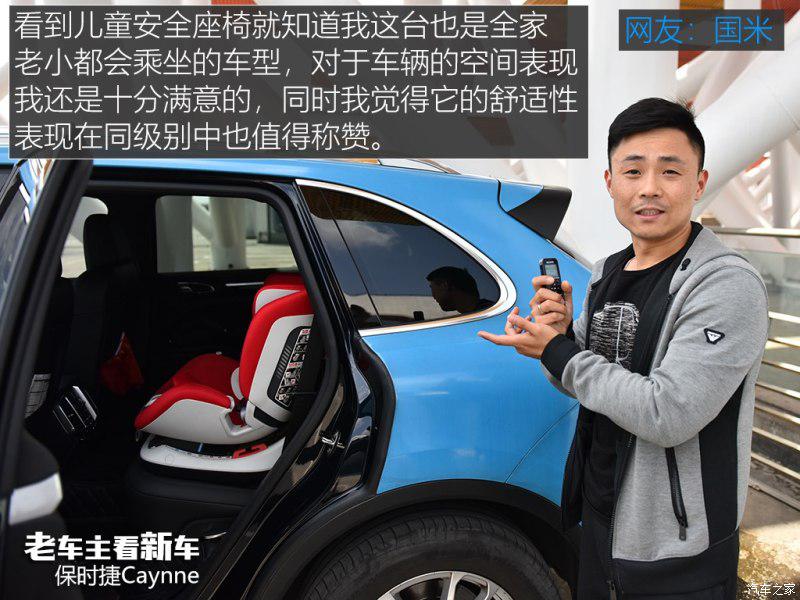 看到儿童安全座椅就知道我这台也是全家
老小都会乘坐的车型，对于车辆的空间表现
我还是十分满意的，同时我觉得它的舒适性
表现在同级别中也值得称赞。
网友：国米
老车主看新车
保时捷Caynne
汽车之家